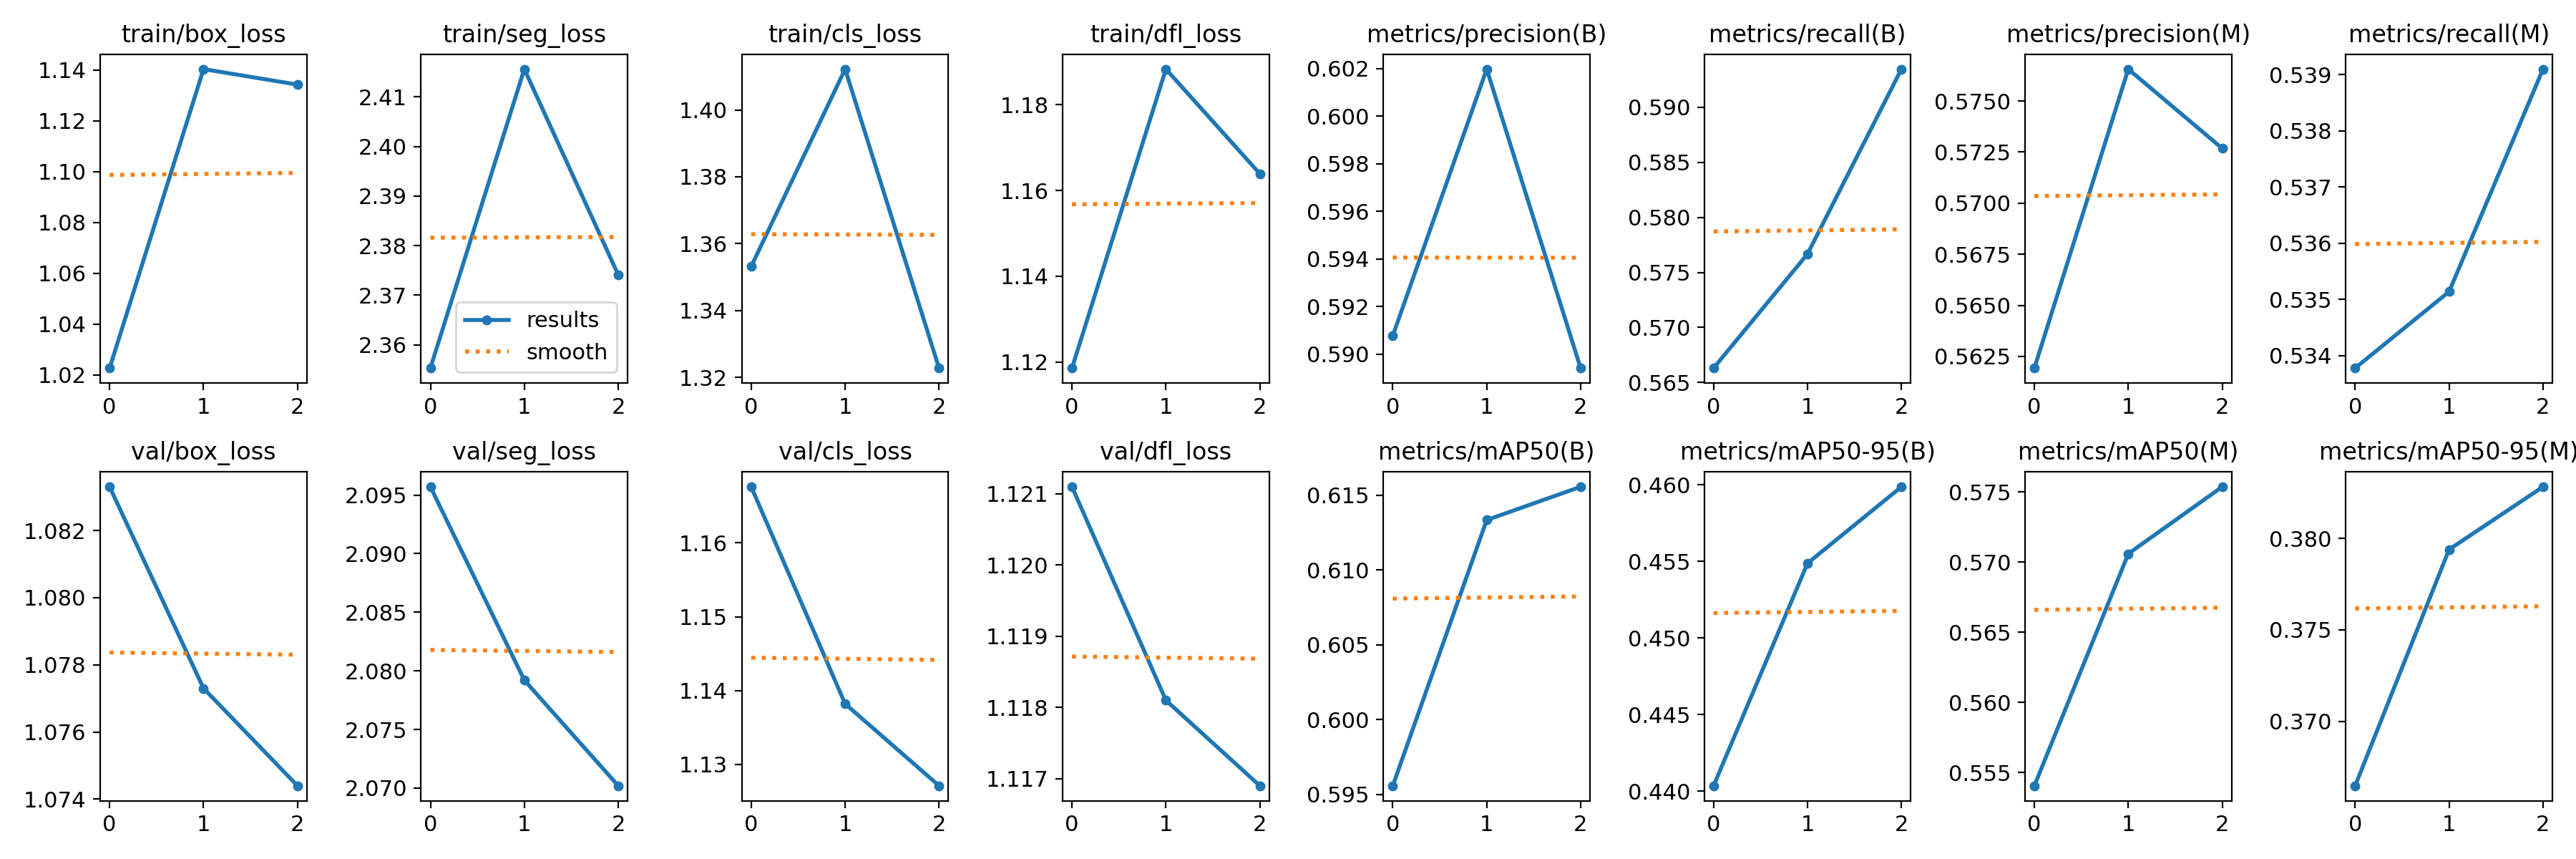 train/box_loss
1.14
1.12
1.10
1.08
1.06
1.04
1.02
0 1 2
train/seg_loss
2.41
2.40
2.39
2.38
2.37
2.36
results
smooth
0 1 2
train/cls_loss
1.40
1.38
1.36
1.34
1.32
0 1 2
train/dfl_loss
1.18
1.16
1.14
1.12
0 1 2
metrics/precision(B)
0.602
0.600
0.598
0.596
0.594
0.592
0.590
0 1 2
metrics/recall(B)
0.590
0.585
0.580
0.575
0.570
0.565
0 1 2
metrics/precision(M)
0.5750
0.5725
0.5700
0.5675
0.5650
0.5625
0 1 2
metrics/recall(M)
0.539
0.538
0.537
0.536
0.535
0.534
0 1 2
val/box_loss
1.082
1.080
1.078
1.076
1.074
0 1 2
val/seg_loss
2.095
2.090
2.085
2.080
2.075
2.070
0 1 2
val/cls_loss
1.16
1.15
1.14
1.13
0 1 2
val/dfl_loss
1.121
1.120
1.119
1.118
1.117
0 1 2
metrics/mAP50(B)
0.615
0.610
0.605
0.600
0.595
0 1 2
metrics/mAP50-95(B)
0.460
0.455
0.450
0.445
0.440
0 1 2
metrics/mAP50(M)
0.575
0.570
0.565
0.560
0.555
0 1 2
metrics/mAP50-95(M)
0.380
0.375
0.370
0 1 2